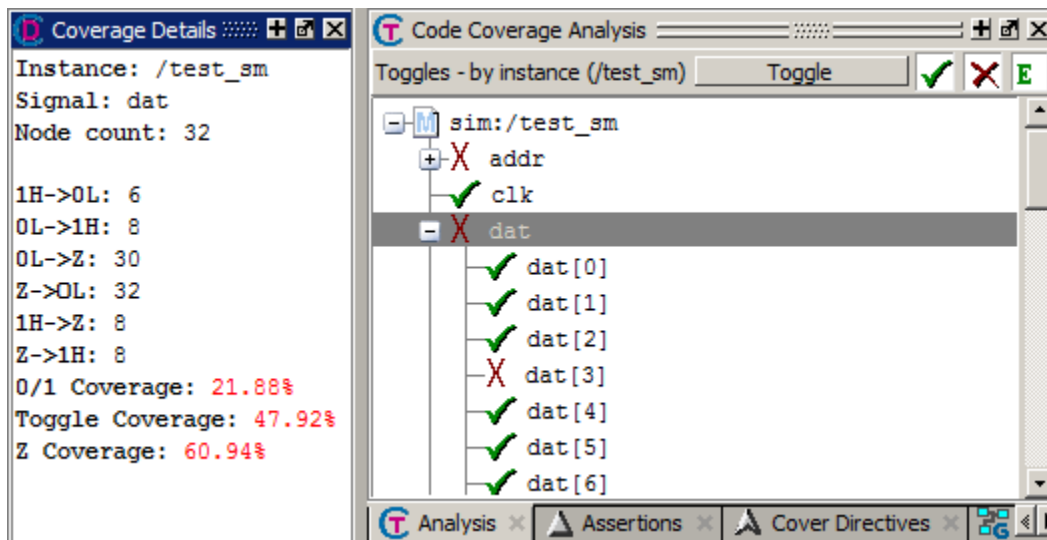 Coverage Details
Instance: /test_sm
Signal: dat
Node count: 32
1H->0L: 6
0L->1H: 8
0L->Z: 30
Z->0L: 32
1H->Z: 8
Z->1H: 8
0/1 Coverage: 21.88%
Toggle Coverage: 47.92%
Z Coverage: 60.94%
Code Coverage Analysis
Toggles - by instance (/test_sm) Toggle E
sim:/test_sm
addr
clk
dat
dat[0]
dat[1]
dat[2]
dat[3]
dat[4]
dat[5]
dat[6]
Analysis Assertions Cover Directives